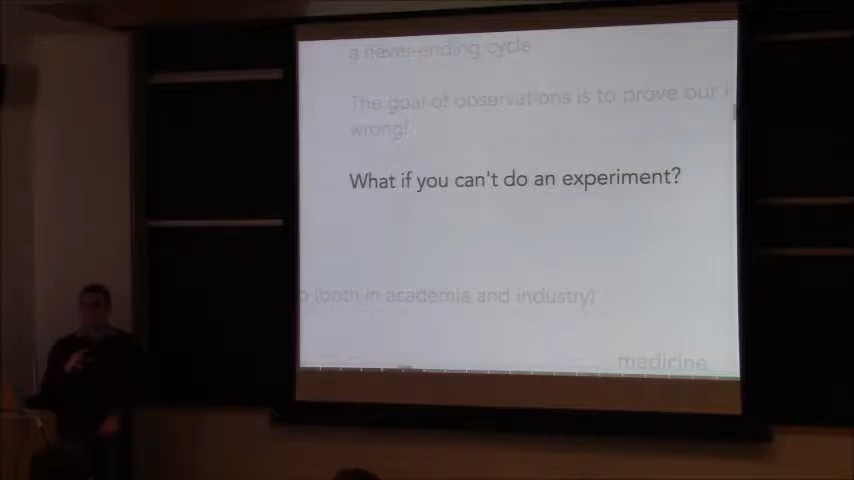 a never-ending cycle
The goal of observations is to prove our
wrong!
What if you can't do an experiment?
(both in academia and industry)
medicine